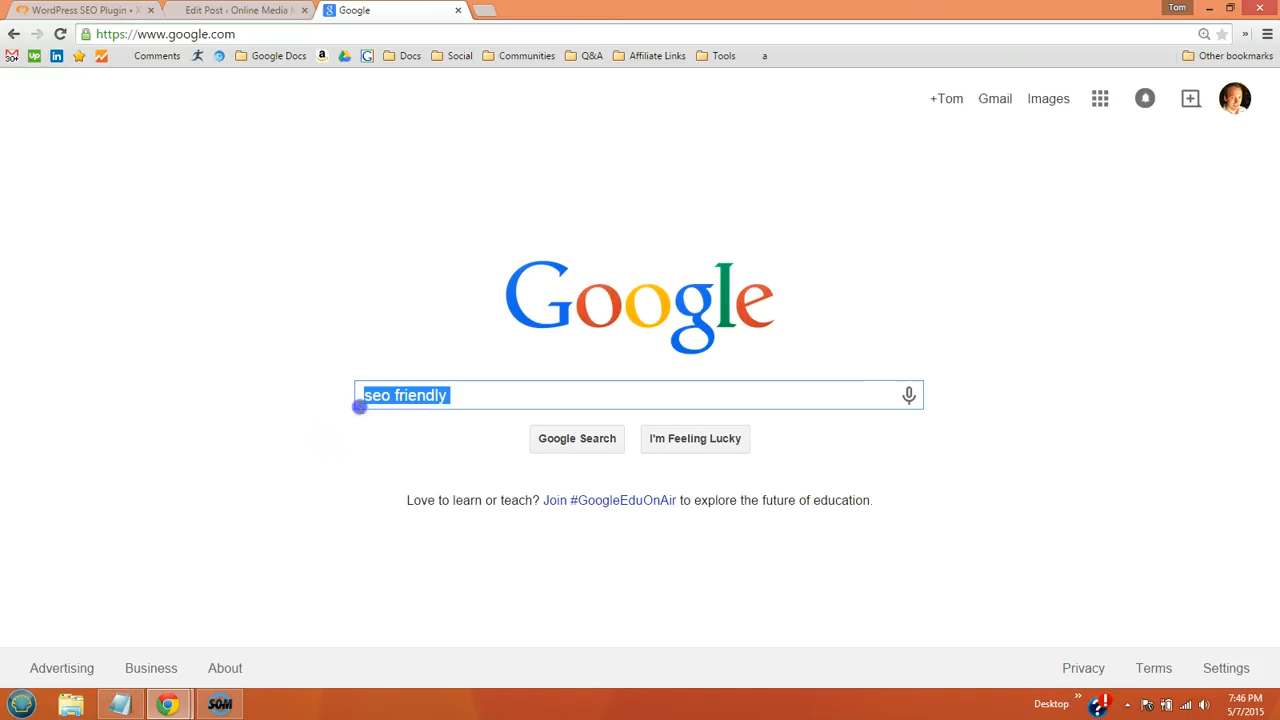 WordPress SEO Plugin •
Edit Post ‹ Online Media M
Google
Tom
https://www.google.com
Comments
Google Docs
Docs
Social
Communities
Q&A
Affiliate Links
Tools
a
Other bookmarks
+Tom
Gmail
Images
Google
seo friendly
Google Search
I'm Feeling Lucky
Love to learn or teach? Join #GoogleEduOnAir to explore the future of education.
Advertising
Business
About
Privacy
Terms
Settings
SOM
Desktop
7:46 PM
5/7/2015